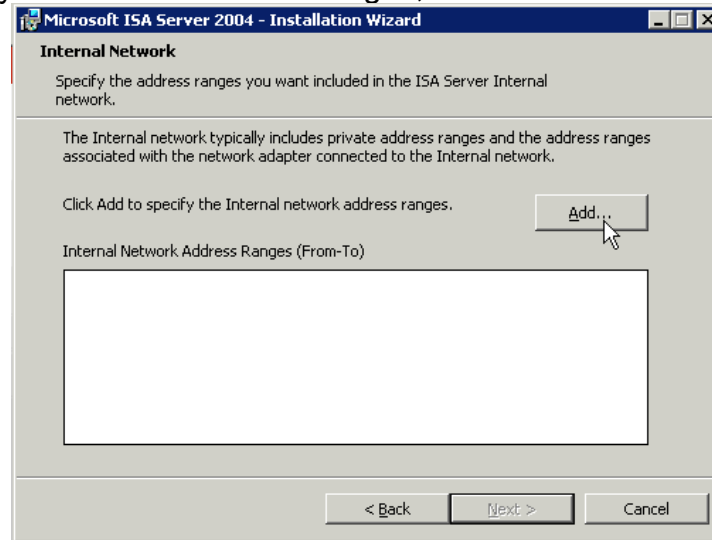 Microsoft ISA Server 2004 - Installation Wizard
Internal Network
Specify the address ranges you want included in the ISA Server Internal
network.
The Internal network typically includes private address ranges and the address ranges
associated with the network adapter connected to the Internal network.
Click Add to specify the Internal network address ranges.
Add...
Internal Network Address Ranges (From-To)
< Back
Next >
Cancel